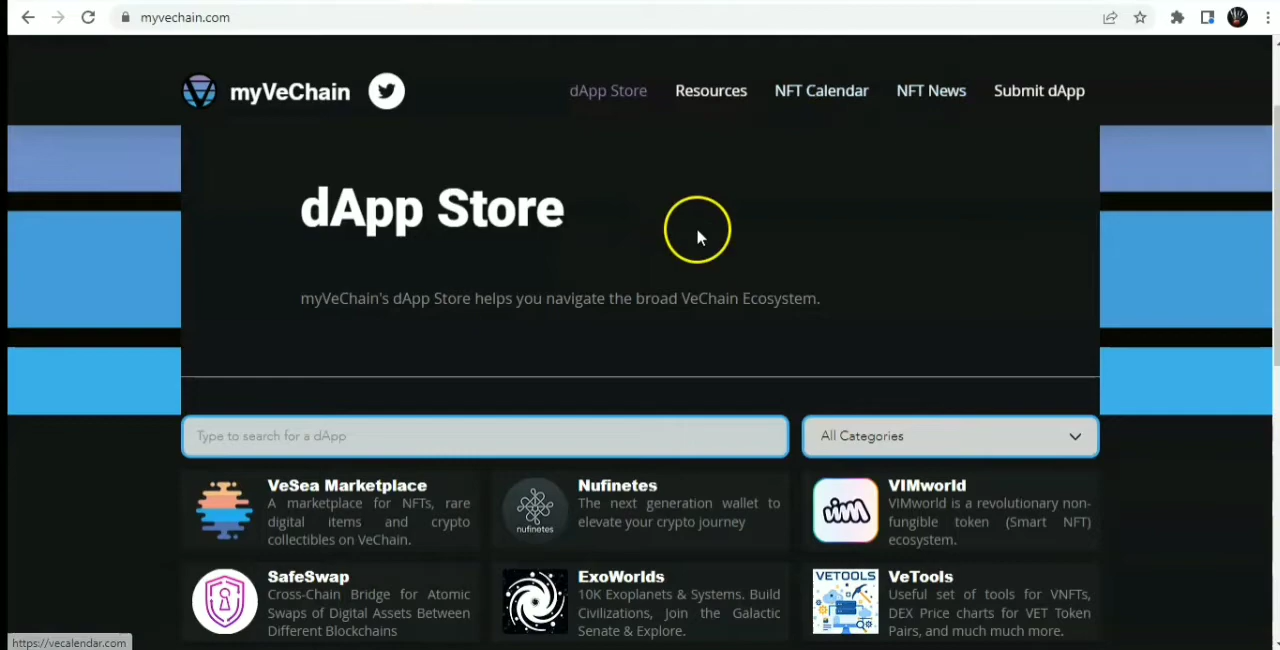 myvechain.com
myVeChain
dApp Store
Resources
NFT Calendar
NFT News
Submit dApp
dApp Store
myVeChain's dApp Store helps you navigate the broad VeChain Ecosystem.
Type to search for a dApp
All Categories
VeSea Marketplace
A marketplace for NFTs, rare
digital items and crypto
collectibles on VeChain.
nufinetes
Nufinetes
The next generation wallet to
elevate your crypto journey
vim
VIMworld
VIMworld is a revolutionary non-
fungible token (Smart NFT)
ecosystem.
SafeSwap
Cross-Chain Bridge for Atomic
Swaps of Digital Assets Between
Different Blockchains
ExoWorlds
10K Exoplanets & Systems. Build
Civilizations, Join the Galactic
Senate & Explore.
VETOOLS
VeTools
Useful set of tools for VNFTs,
DEX Price charts for VET Token
Pairs, and much much more.
https://vecalendar.com